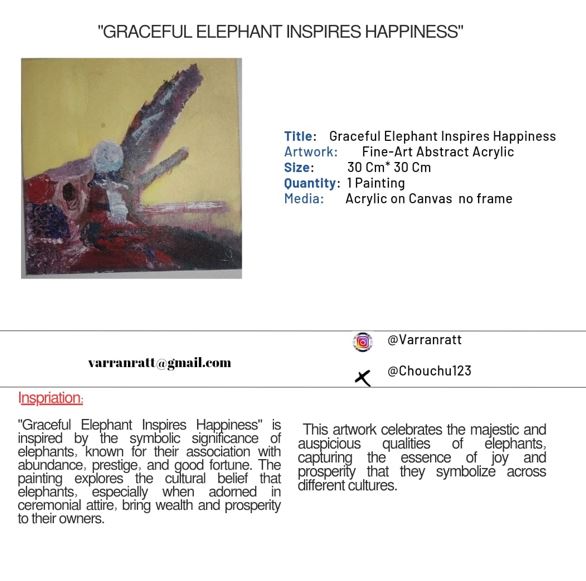 "GRACEFUL ELEPHANT INSPIRES HAPPINESS"
Title: Graceful Elephant Inspires Happiness
Artwork: Fine-Art Abstract Acrylic
Size: 30 Cm* 30 Cm
Quantity: 1 Painting
Media: Acrylic on Canvas no frame
varranratt@gmail.com
@Varranratt
@Chouchu123
Inspriation:
"Graceful Elephant Inspires Happiness" is
inspired by the symbolic significance of
elephants, known for their association with
abundance, prestige, and good fortune. The
painting explores the cultural belief that
elephants, especially when adorned in
ceremonial attire, bring wealth and prosperity
to their owners.
This artwork celebrates the majestic and
auspicious qualities of elephants,
capturing the essence of joy and
prosperity that they symbolize across
different cultures.